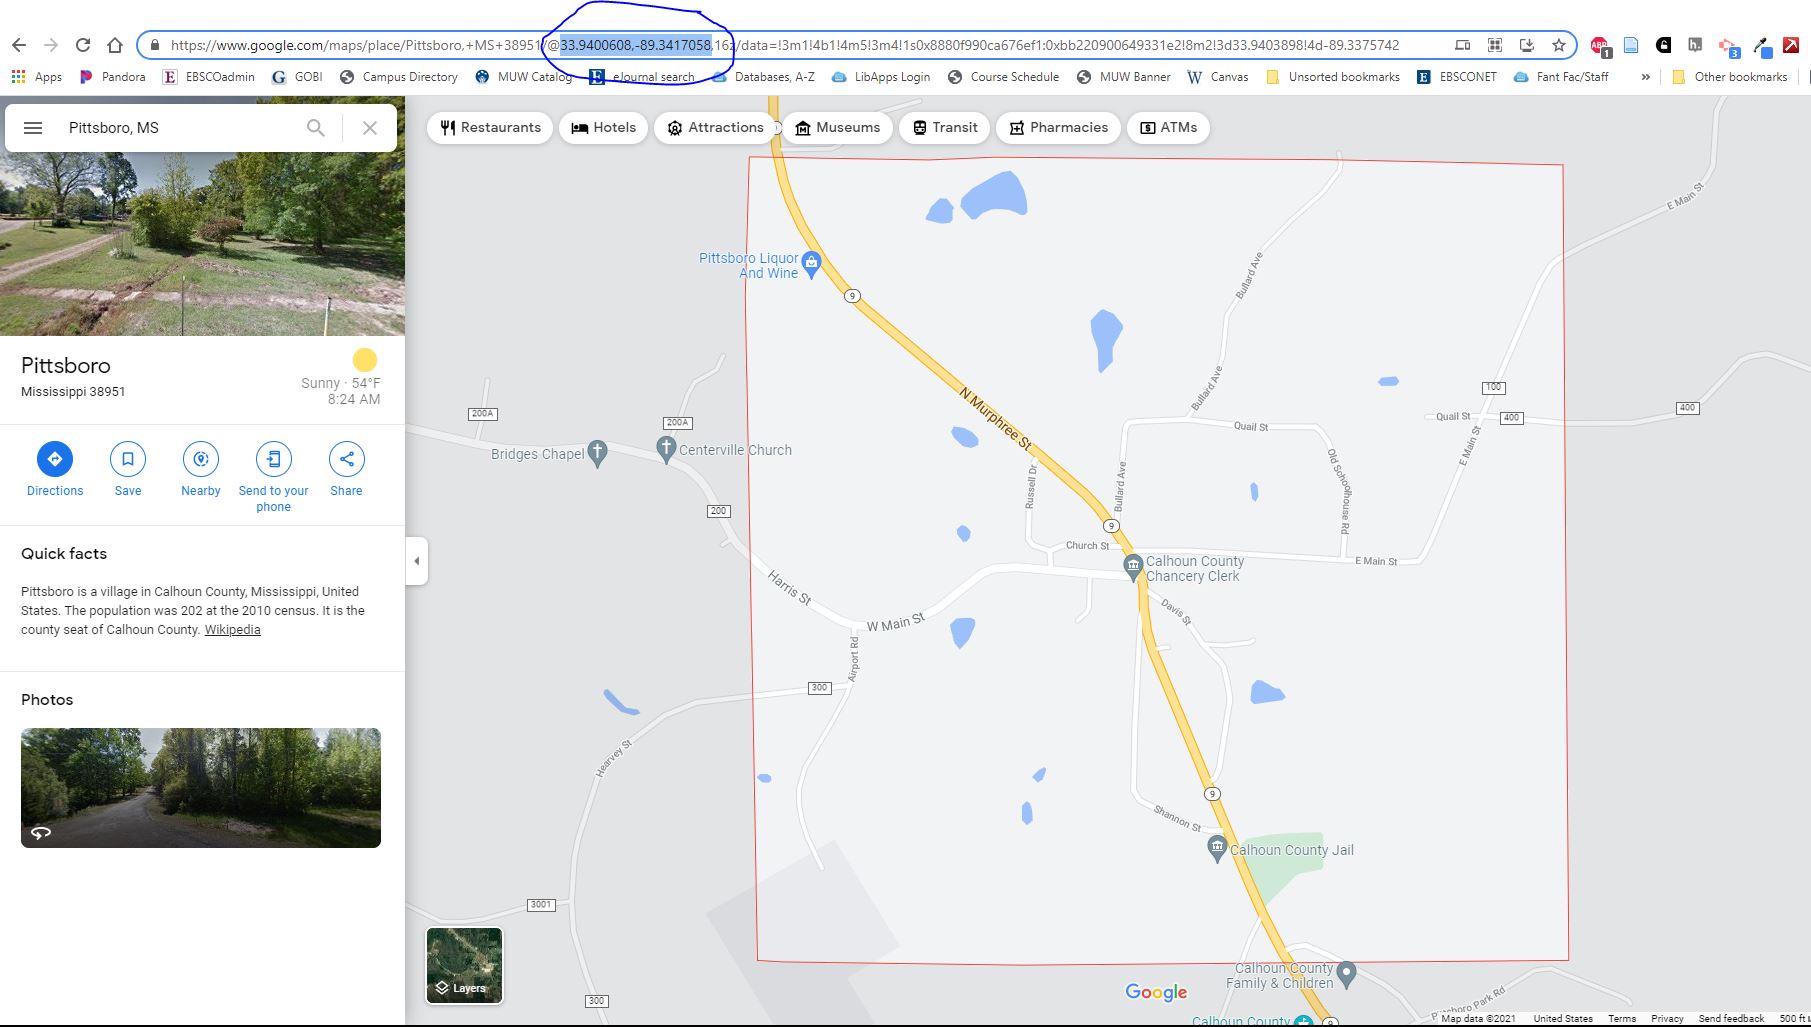 https://www.google.com/maps/place/Pittsboro,+MS+38951/@33.9400608,-89.3417058,16z/data=!3m1!4b1!4m5!3m4!1s0x8880f990ca676ef1:0xbb220900649331e2!8m2!3d33.9403898!4d-89.3375742
Apps Pandora EBSCOadmin GOBI Campus Directory MUW Catalog eJournal search Databases, A-Z LibApps Login Course Schedule MUW Banner Canvas Unsorted bookmarks EBSCONET Fant Fac/Staff » Other bookmarks
Pittsboro, MS
Restaurants Hotels Attractions Museums Transit Pharmacies ATMs
Pittsboro
Mississippi 38951
Sunny · 54°F
8:24 AM
Directions Save Nearby Send to your phone Share
Quick facts
Pittsboro is a village in Calhoun County, Mississippi, United
States. The population was 202 at the 2010 census. It is the
county seat of Calhoun County. Wikipedia
Photos
E Main St
Bullard Ave
Pittsboro Liquor
And Wine
9
N Murphree St
Bullard Ave
100
Quail St
400
400
200A
200A
Bridges Chapel
Centerville Church
Quail St
E Main St
Old Schoolhouse Rd
Russell Dr
Bullard Ave
200
9
Church St
Calhoun County
Chancery Clerk
E Main St
Harris St
W Main St
Davis St
Airport Rd
300
Hearvey St
9
Shannon St
Calhoun County Jail
3001
300
Calhoun County
Family & Children
Pittsboro Park Rd
Calhoun County
9
Layers
Google
Map data ©2021 United States Terms Privacy Send feedback 500 ft